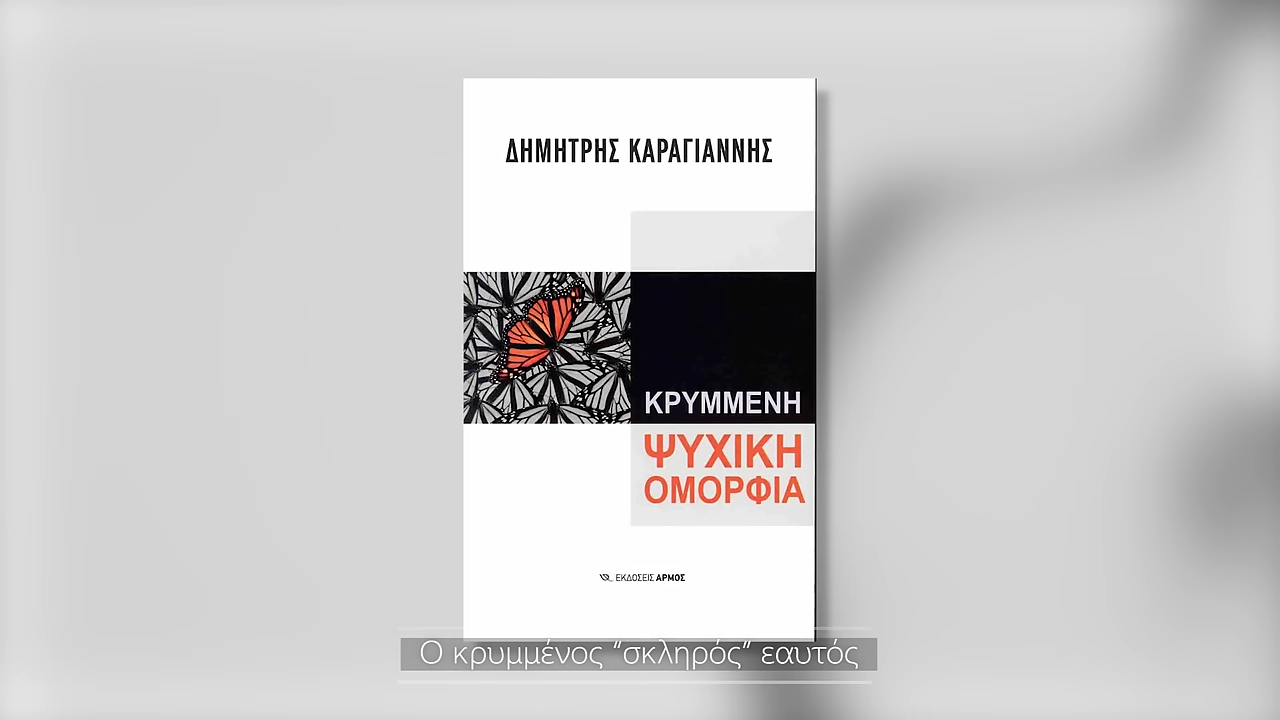 ΔΗΜΗΤΡΗΣ ΚΑΡΑΓΙΑΝΝΗΣ
ΚΡΥΜΜΕΝΗ
ΨΥΧΙΚΗ
ΟΜΟΡΦΙΑ
ΕΚΔΟΣΕΙΣ ΑΡΜΟΣ
Ο κρυμμένος “σκληρός” εαυτός